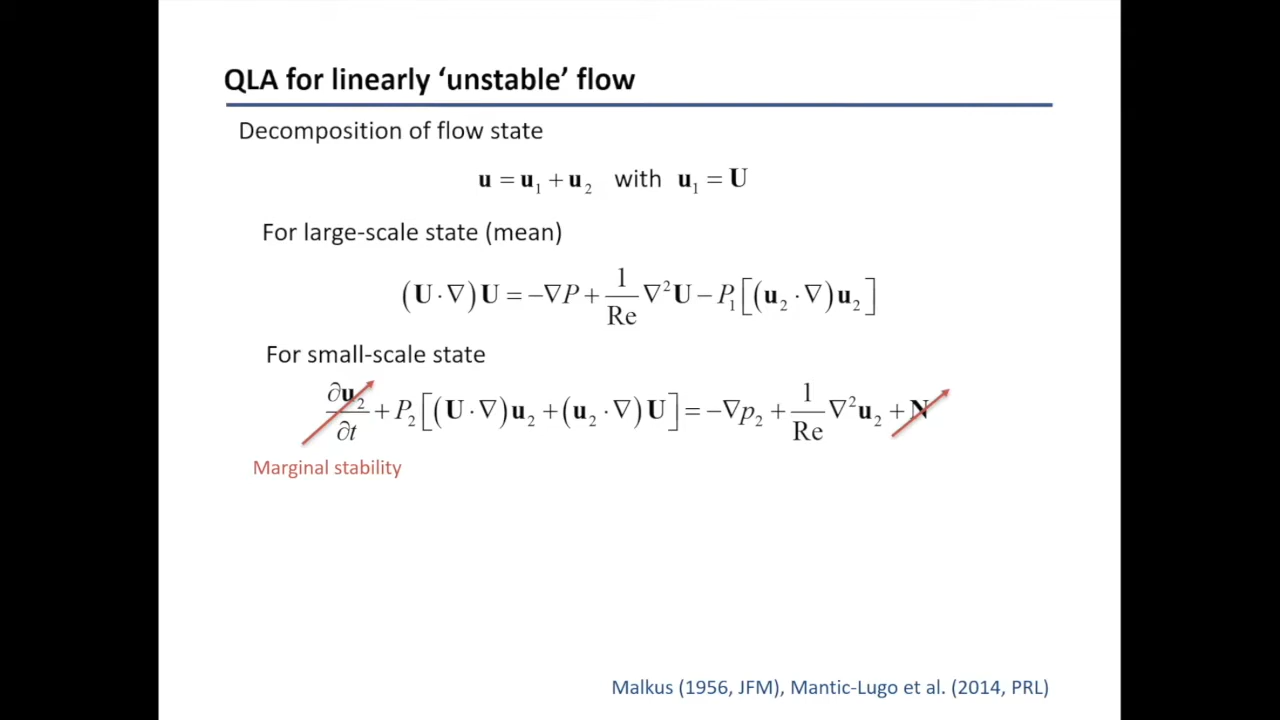 QLA for linearly ‘unstable’ flow
Decomposition of flow state
u = u₁ + u₂ with u₁ = U
For large-scale state (mean)
(U · ∇) U = −∇P + 1/Re ∇²U − P₁[(u₂ · ∇) u₂]
For small-scale state
∂u₂/∂t + P₂[(U · ∇) u₂ + (u₂ · ∇) U] = −∇p₂ + 1/Re ∇²u₂ + N
Marginal stability
Malkus (1956, JFM), Mantic-Lugo et al. (2014, PRL)